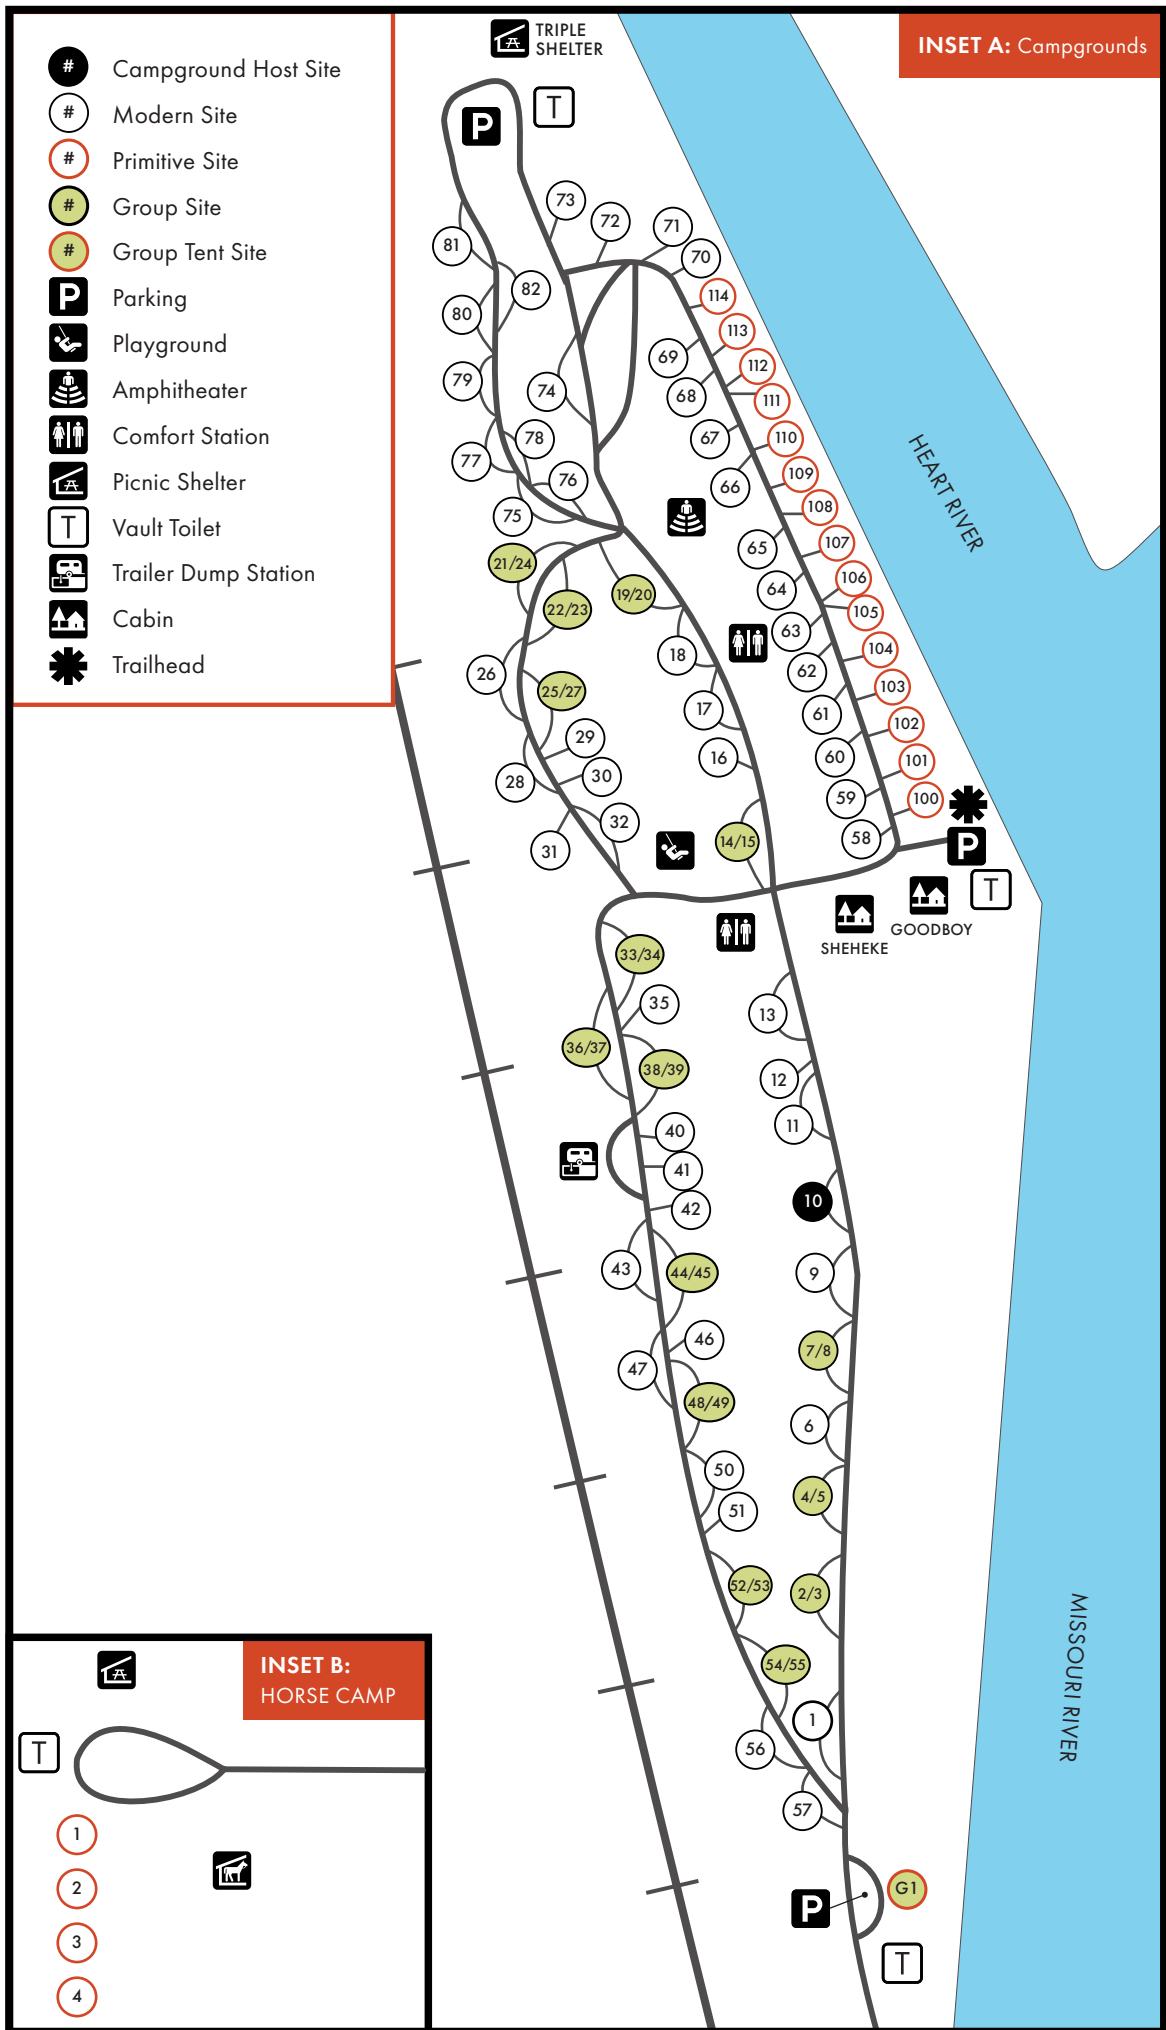 TRIPLE
SHELTER
INSET A: Campgrounds
# Campground Host Site
# Modern Site
# Primitive Site
# Group Site
# Group Tent Site
P Parking
Playground
Amphitheater
Comfort Station
Picnic Shelter
T Vault Toilet
Trailer Dump Station
Cabin
Trailhead
T
P
73
72
71
70
81
82
114
80
113
69
112
79
74
68
111
78
67
110
77
109
76
66
108
75
107
65
21/24
106
64
19/20
22/23
105
63
104
18
62
26
103
25/27
17
61
102
29
16
60
101
30
28
59
100
32
58
14/15
31
P
T
HEART RIVER
SHEHEKE
GOODBOY
33/34
35
13
36/37
38/39
12
11
40
41
10
42
43
44/45
9
46
7/8
47
48/49
6
50
4/5
51
52/53
2/3
54/55
1
56
57
MISSOURI RIVER
G1
P
T
INSET B:
HORSE CAMP
T
1
2
3
4